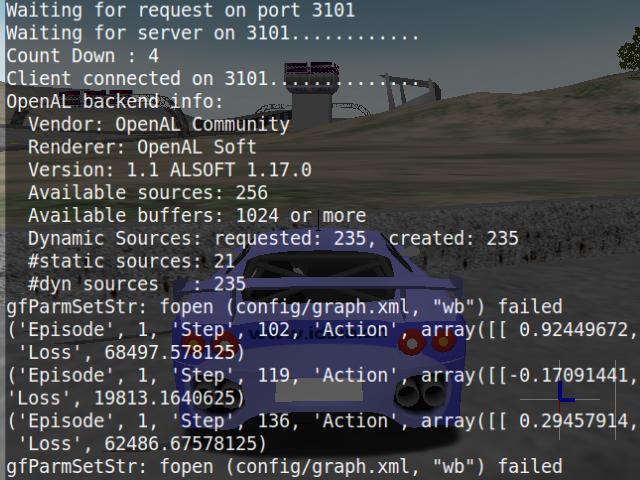 Waiting for request on port 3101
Waiting for server on 3101............
Count Down : 4
Client connected on 3101..............
OpenAL backend info:
  Vendor: OpenAL Community
  Renderer: OpenAL Soft
  Version: 1.1 ALSOFT 1.17.0
  Available sources: 256
  Available buffers: 1024 or more
  Dynamic Sources: requested: 235, created: 235
  #static sources: 21
  #dyn sources   : 235
gfParmSetStr: fopen (config/graph.xml, "wb") failed
('Episode', 1, 'Step', 102, 'Action', array([[ 0.92449672,
 'Loss', 68497.578125)
('Episode', 1, 'Step', 119, 'Action', array([[-0.17091441,
'Loss', 19813.1640625)
('Episode', 1, 'Step', 136, 'Action', array([[ 0.29457914,
 'Loss', 62486.67578125)
gfParmSetStr: fopen (config/graph.xml, "wb") failed